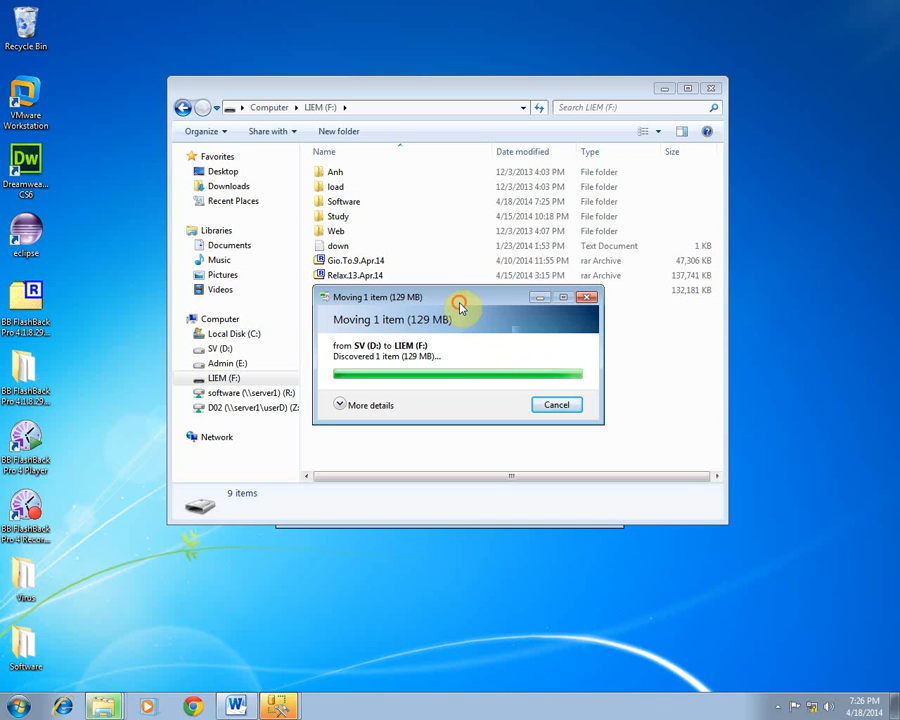 Recycle Bin
VMware
Workstation
Dw
Dreamwea...
CS6
eclipse
R
BB FlashBack
Pro 4.1.8.29...
BB FlashBack
Pro 4.1.8.29...
BB FlashBack
Pro 4 Player
BB FlashBack
Pro 4 Recor...
Virus
Software
Computer LIEM (F:)
Search LIEM (F:)
Organize Share with New folder
Name Date modified Type Size
Favorites
Desktop
Downloads
Recent Places
Libraries
Documents
Music
Pictures
Videos
Computer
Local Disk (C:)
SV (D:)
Admin (E:)
LIEM (F:)
software (\\server1) (R:)
D02 (\\server1\userD) (Z:
Network
Anh 12/3/2013 4:03 PM File folder
load 12/3/2013 4:03 PM File folder
Software 4/18/2014 7:25 PM File folder
Study 4/15/2014 10:18 PM File folder
Web 12/3/2013 4:07 PM File folder
down 1/23/2014 1:53 PM Text Document 1 KB
Gio.To.9.Apr.14 4/10/2014 11:55 PM rar Archive 47,306 KB
Relax.13.Apr.14 4/15/2014 3:15 PM rar Archive 137,741 KB
132,181 KB
Moving 1 item (129 MB)
Moving 1 item (129 MB)
from SV (D:) to LIEM (F:)
Discovered 1 item (129 MB)...
More details
Cancel
9 items
7:26 PM
4/18/2014